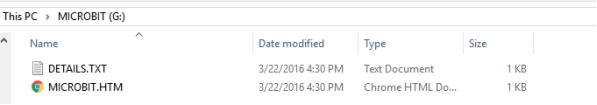 This PC > MICROBIT (G:)
Name Date modified Type Size
DETAILS.TXT 3/22/2016 4:30 PM Text Document 1 KB
MICROBIT.HTM 3/22/2016 4:30 PM Chrome HTML Do... 1 KB